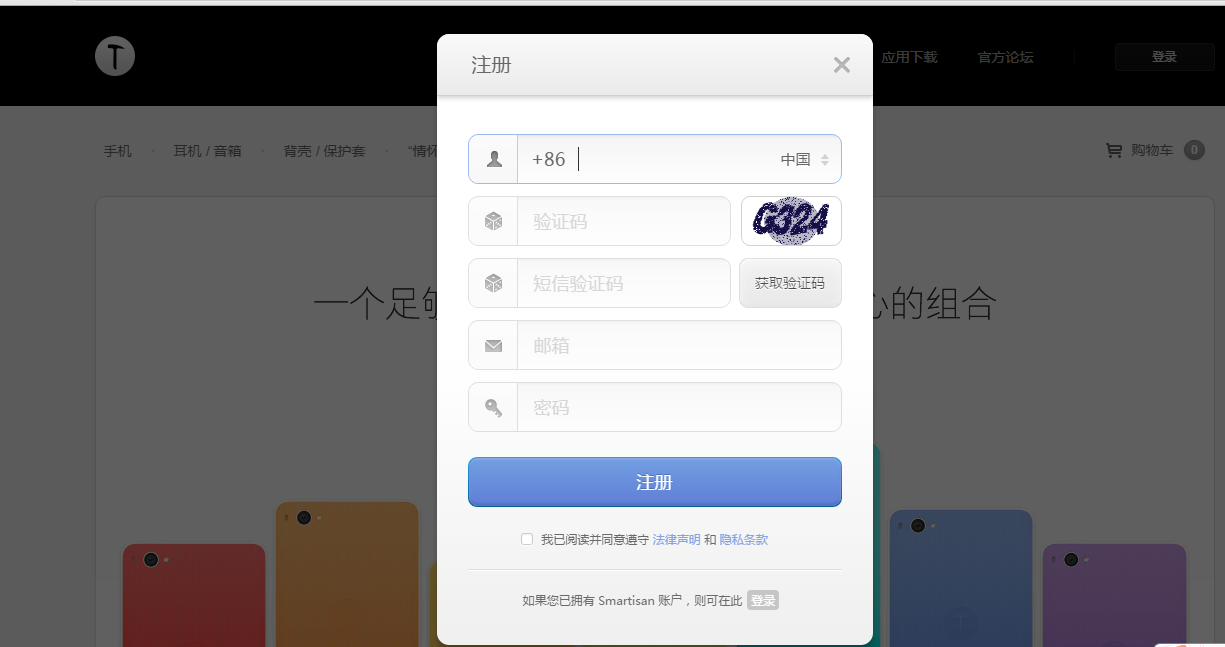 注册
应用下载 官方论坛 登录
手机 · 耳机 / 音箱 · 背壳 / 保护套 · “情怀 购物车 0
+86 中国
验证码 G324
短信验证码 获取验证码
一个足 心的组合
邮箱
密码
注册
我已阅读并同意遵守 法律声明 和 隐私条款
如果您已拥有 Smartisan 账户，则可在此 登录